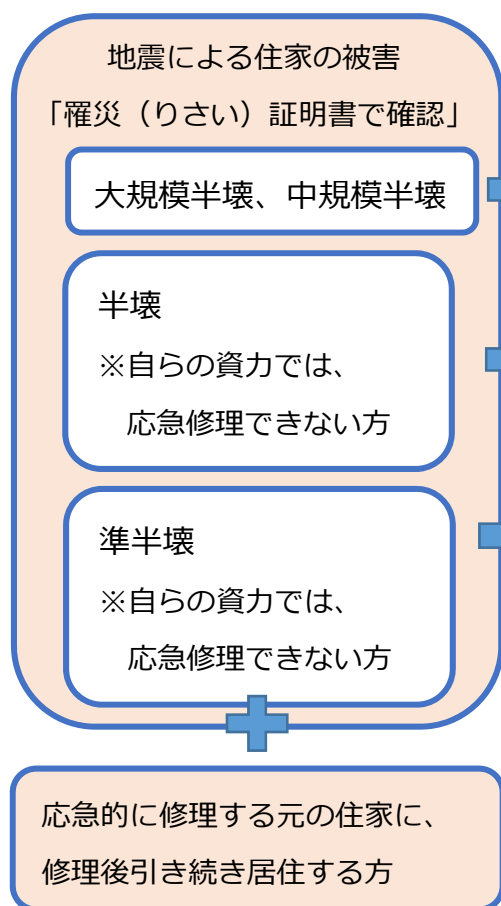 地震による住家の被害
「罹災（りさい）証明書で確認」
大規模半壊、中規模半壊
半壊
※自らの資力では、
応急修理できない方
準半壊
※自らの資力では、
応急修理できない方
応急的に修理する元の住家に、
修理後引き続き居住する方